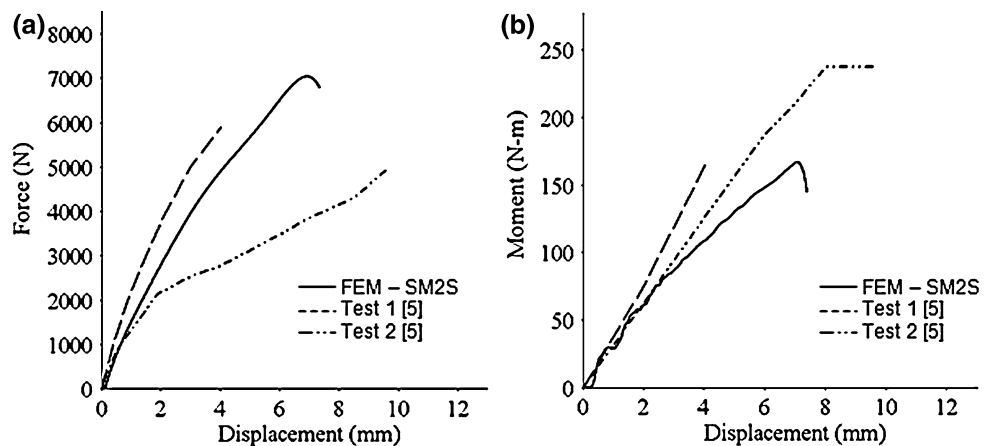 (a)
8000
7000
6000
5000
4000
3000
2000
1000
0
Force (N)
FEM – SM2S
Test 1 [5]
Test 2 [5]
0 2 4 6 8 10 12
Displacement (mm)
(b)
250
200
150
100
50
0
Moment (N-m)
FEM – SM2S
Test 1 [5]
Test 2 [5]
0 2 4 6 8 10 12
Displacement (mm)